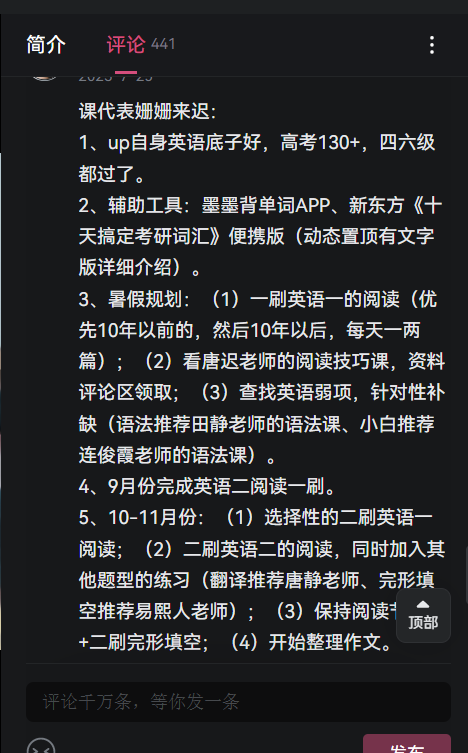 简介
评论 441
2023-7-23
课代表姗姗来迟：
1、up自身英语底子好，高考130+，四六级
都过了。
2、辅助工具：墨墨背单词APP、新东方《十
天搞定考研词汇》便携版（动态置顶有文字
版详细介绍）。
3、暑假规划：（1）一刷英语一的阅读（优
先10年以前的，然后10年以后，每天一两
篇）；（2）看唐迟老师的阅读技巧课，资料
评论区领取；（3）查找英语弱项，针对性补
缺（语法推荐田静老师的语法课、小白推荐
连俊霞老师的语法课）。
4、9月份完成英语二阅读一刷。
5、10-11月份：（1）选择性的二刷英语一
阅读；（2）二刷英语二的阅读，同时加入其
他题型的练习（翻译推荐唐静老师、完形填
空推荐易熙人老师）；（3）保持阅读
+二刷完形填空；（4）开始整理作文。
顶部
评论千万条，等你发一条
发布